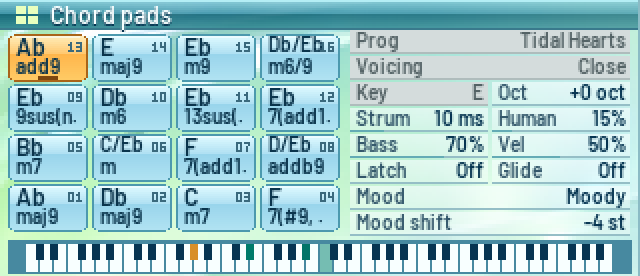 Chord pads
Ab 13 E 14 Eb 15 Db/Eb 16
add9 maj9 m9 m6/9
Eb 09 Db 10 Eb 11 Eb 12
9sus(n. m6 13sus(. 7(add1.
Bb 05 C/Eb 06 F 07 D/Eb 08
m7 m 7(add1. addb9
Ab 01 Db 02 C 03 F 04
maj9 maj9 m7 7(#9, .
Prog Tidal Hearts
Voicing Close
Key E Oct +0 oct
Strum 10 ms Human 15%
Bass 70% Vel 50%
Latch Off Glide Off
Mood Moody
Mood shift -4 st